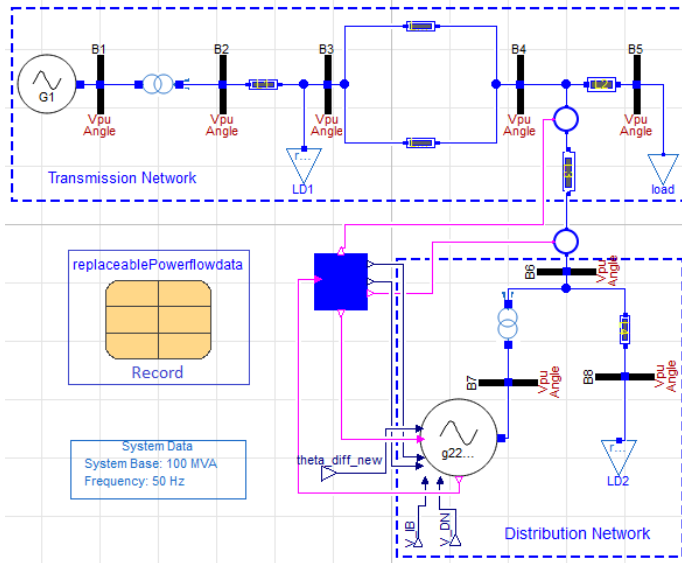 B1
B2
B3
B4
B5
G1
Vpu
Angle
Vpu
Angle
Vpu
Angle
Vpu
Angle
Vpu
Angle
r...
LD1
load
Transmission Network
replaceablePowerflowdata
Record
B6
Vpu
Angle
B7
Vpu
Angle
B8
Vpu
Angle
System Data
System Base: 100 MVA
Frequency: 50 Hz
theta_diff_new
g22...
r...
LD2
V_IB
V_DN
Distribution Network